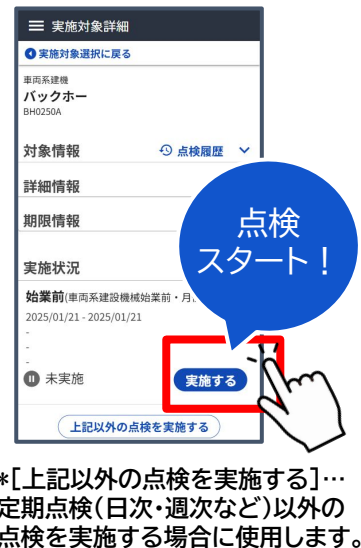 実施対象詳細
実施対象選択に戻る
車両系建機
バックホー
BH0250A
対象情報
点検履歴
詳細情報
期限情報
点検
スタート！
実施状況
始業前(車両系建設機械始業前・月
2025/01/21 - 2025/01/21
-
-
-
未実施
実施する
上記以外の点検を実施する
*[上記以外の点検を実施する]…
定期点検(日次・週次など)以外の
点検を実施する場合に使用します。